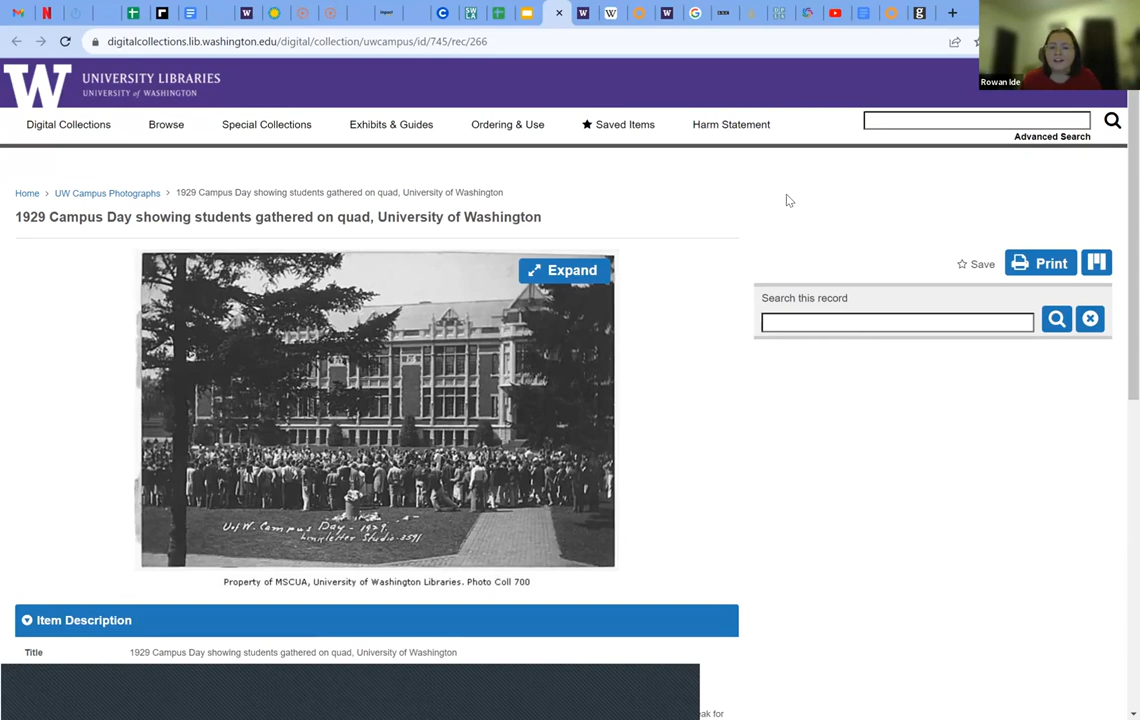 digitalcollections.lib.washington.edu/digital/collection/uwcampus/id/745/rec/266
Rowan Ide
W
UNIVERSITY LIBRARIES
UNIVERSITY of WASHINGTON
Digital Collections
Browse
Special Collections
Exhibits & Guides
Ordering & Use
Saved Items
Harm Statement
Advanced Search
Home > UW Campus Photographs > 1929 Campus Day showing students gathered on quad, University of Washington
1929 Campus Day showing students gathered on quad, University of Washington
Expand
Save
Print
Search this record
U of W. Campus Day - 1929.
Linkletter Studio-3591
Property of MSCUA, University of Washington Libraries. Photo Coll 700
Item Description
Title 1929 Campus Day showing students gathered on quad, University of Washington
for